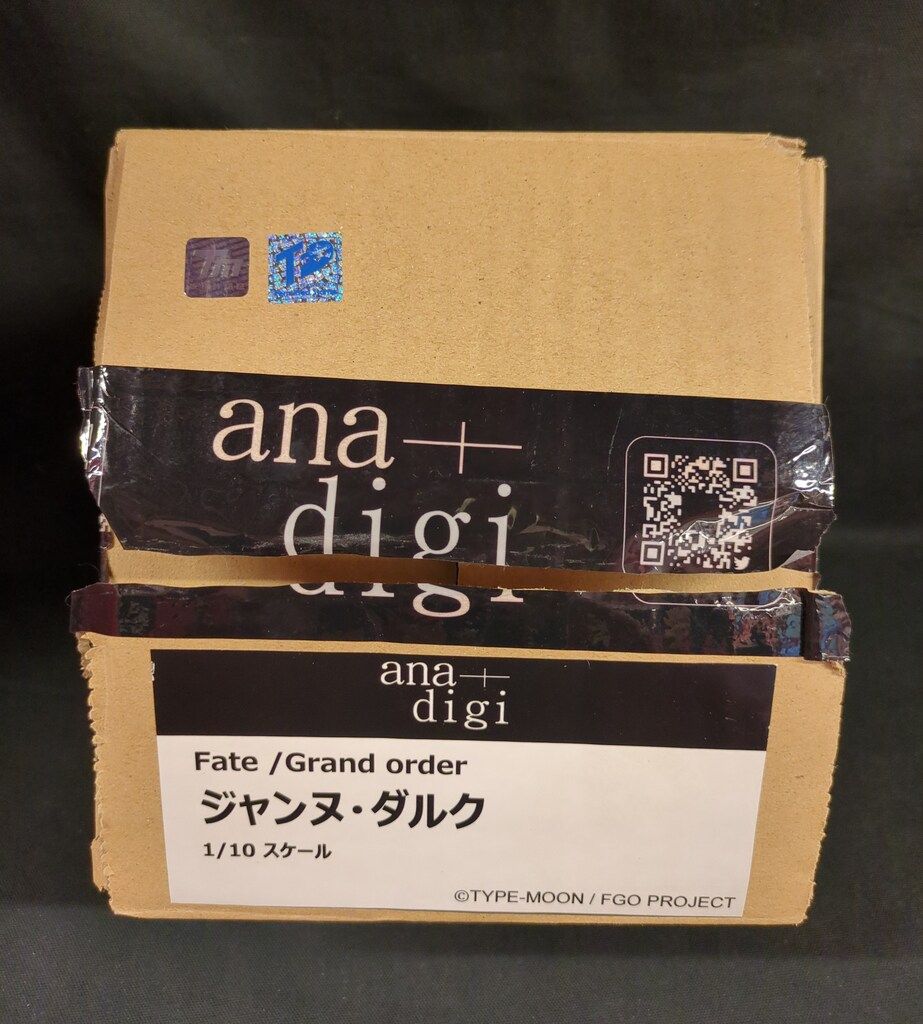 TP
ana+
digi
ana+
digi
Fate /Grand order
ジャンヌ・ダルク
1/10 スケール
©TYPE-MOON / FGO PROJECT